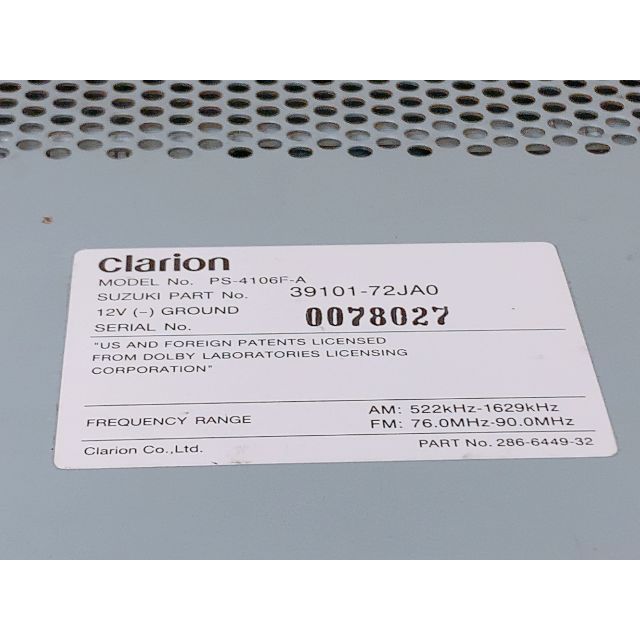 Clarion
MODEL No. PS-4106F-A
SUZUKI PART No. 39101-72JA0
12V (-) GROUND
SERIAL No. 0078027
"US AND FOREIGN PATENTS LICENSED
FROM DOLBY LABORATORIES LICENSING
CORPORATION"
FREQUENCY RANGE AM: 522kHz-1629kHz
FM: 76.0MHz-90.0MHz
Clarion Co.,Ltd. PART No. 286-6449-32